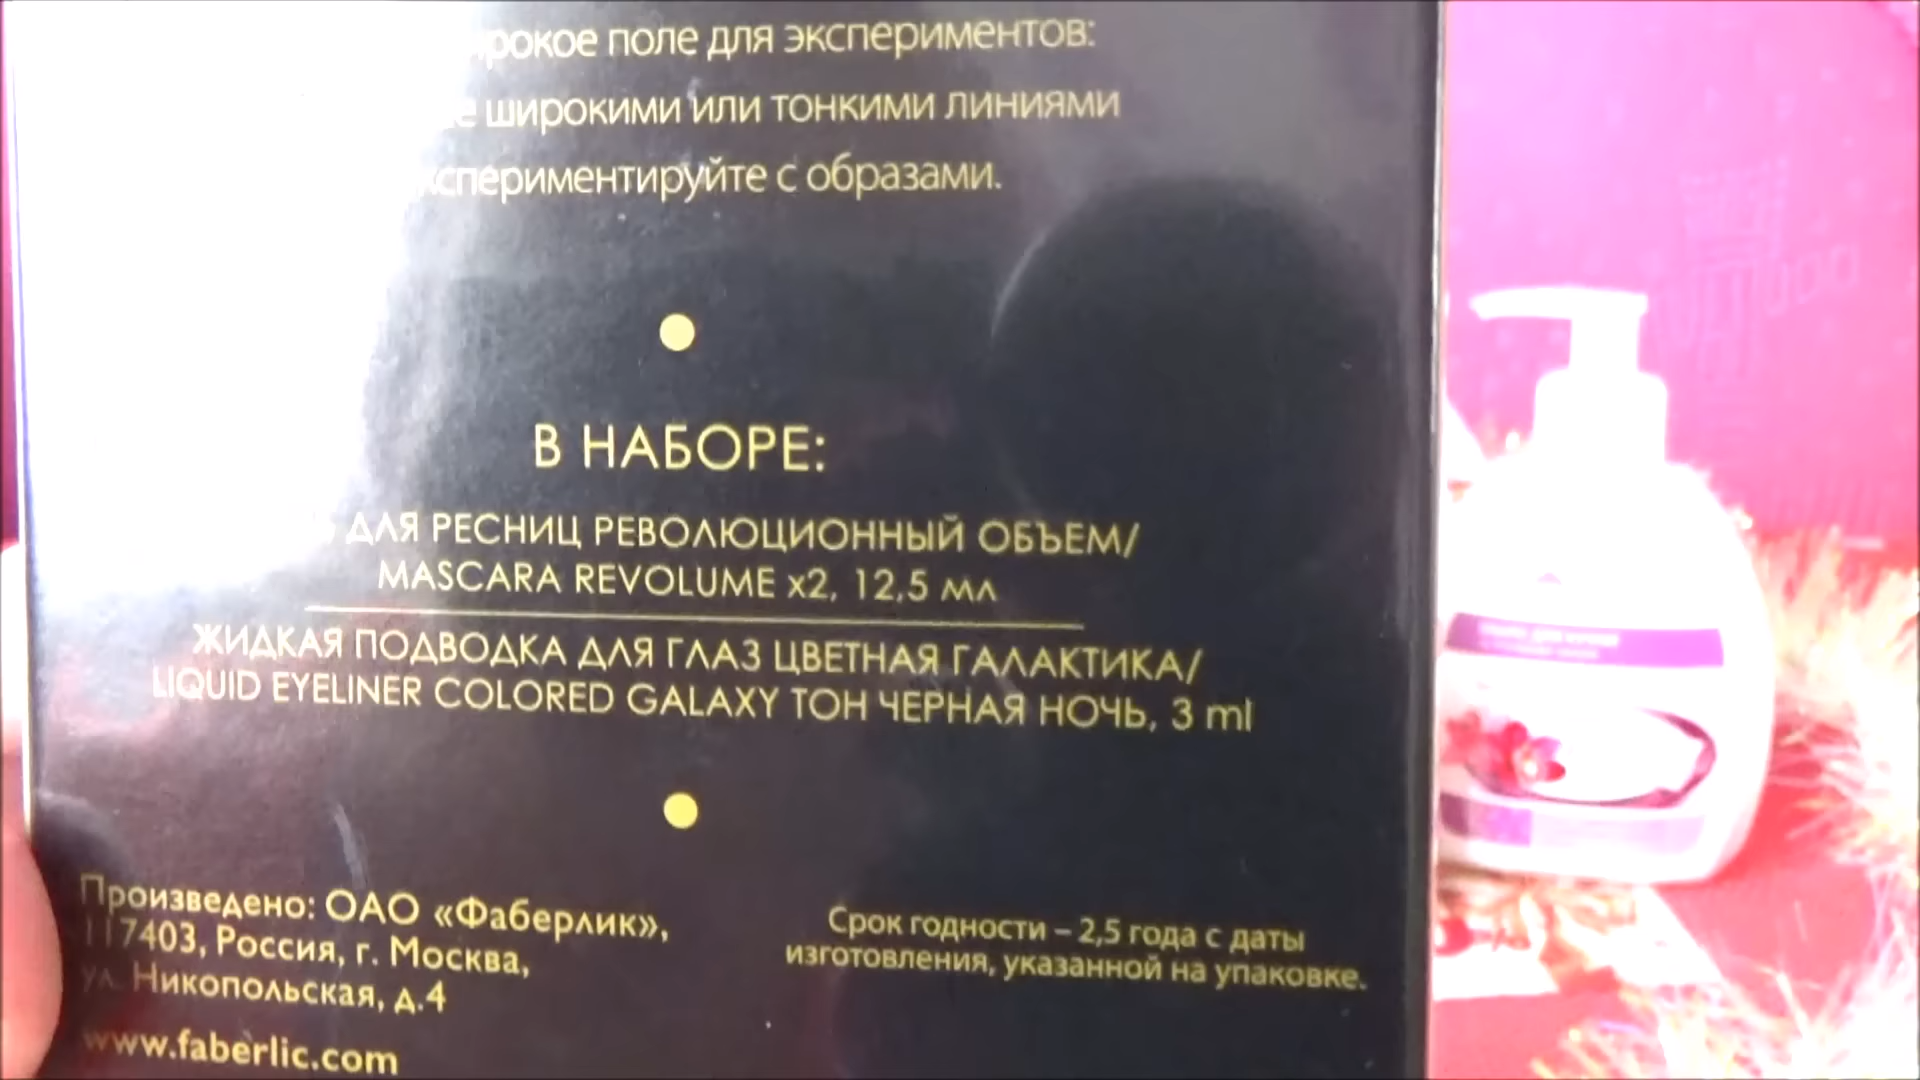 поле для экспериментов:
широкими или тонкими линиями
экспериментируйте с образами.
В НАБОРЕ:
ДЛЯ РЕСНИЦ РЕВОЛЮЦИОННЫЙ ОБЪЕМ/
MASCARA REVOLUME x2, 12,5 мл
ЖИДКАЯ ПОДВОДКА ДЛЯ ГЛАЗ ЦВЕТНАЯ ГАЛАКТИКА/
LIQUID EYELINER COLORED GALAXY ТОН ЧЕРНАЯ НОЧЬ, 3 ml
Произведено: ОАО «Фаберлик»,
117403, Россия, г. Москва,
ул. Никопольская, д.4
www.faberlic.com
Срок годности – 2,5 года с даты
изготовления, указанной на упаковке.